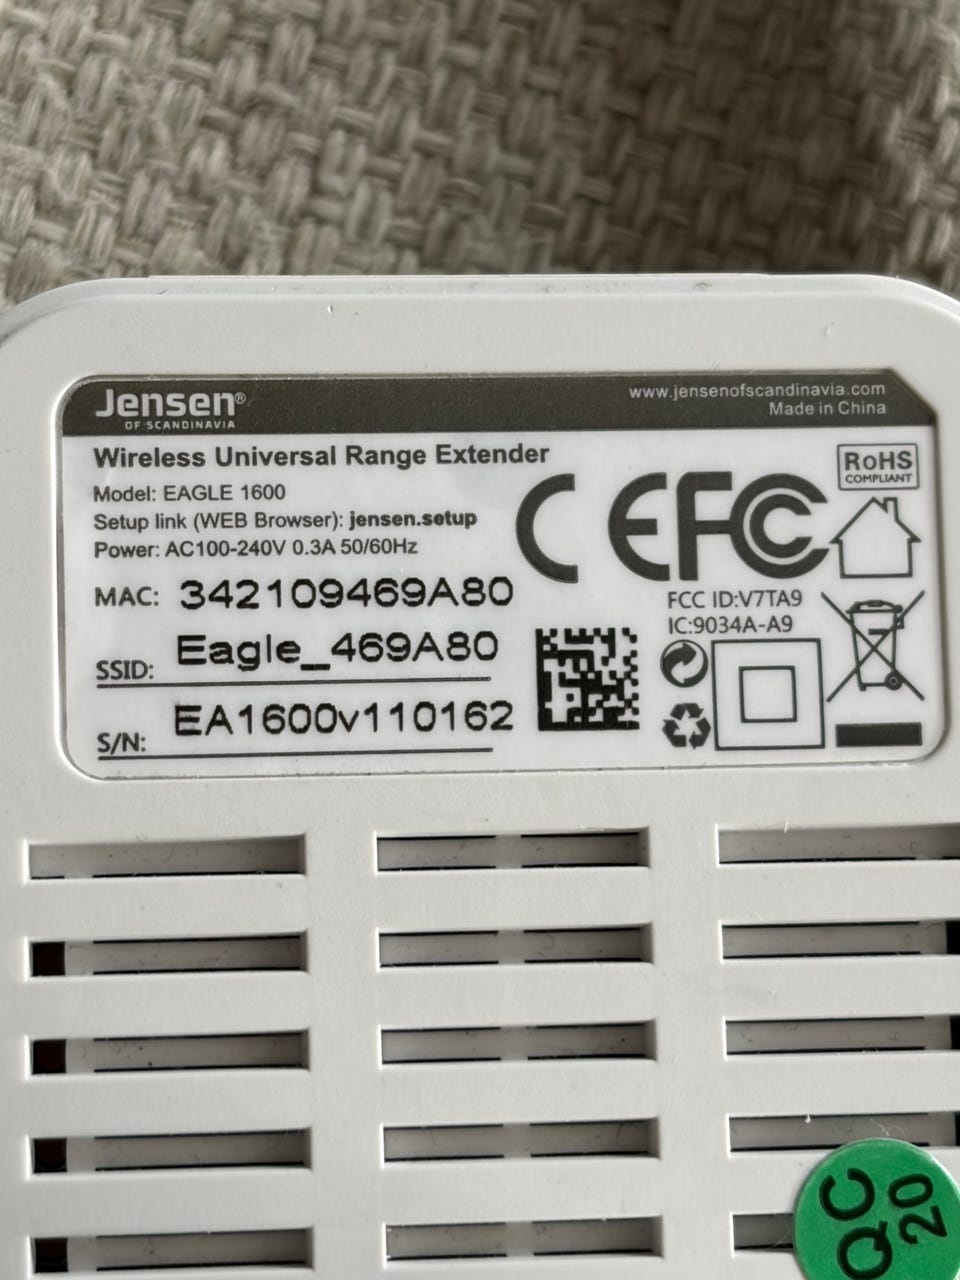 Jensen®
OF SCANDINAVIA
www.jensenofscandinavia.com
Made in China
Wireless Universal Range Extender
Model: EAGLE 1600
Setup link (WEB Browser): jensen.setup
Power: AC100-240V 0.3A 50/60Hz
MAC: 342109469A80
SSID: Eagle_469A80
S/N: EA1600v110162
CE FC
RoHS
COMPLIANT
FCC ID:V7TA9
IC:9034A-A9
QC
20